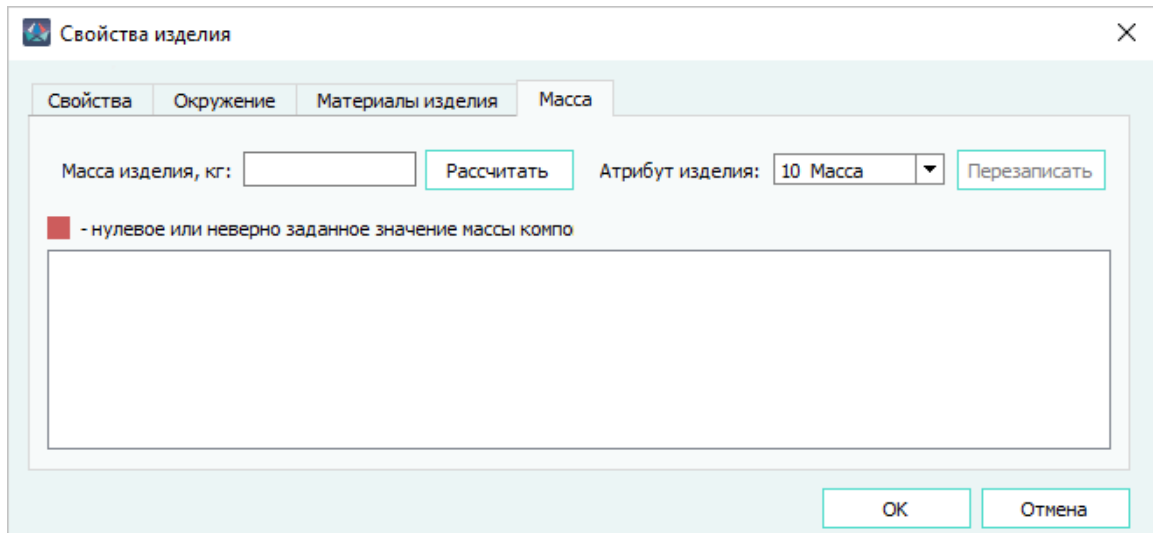 Свойства изделия
Свойства Окружение Материалы изделия Масса
Масса изделия, кг: Рассчитать Атрибут изделия: 10 Масса Перезаписать
- нулевое или неверно заданное значение массы компо
OK Отмена